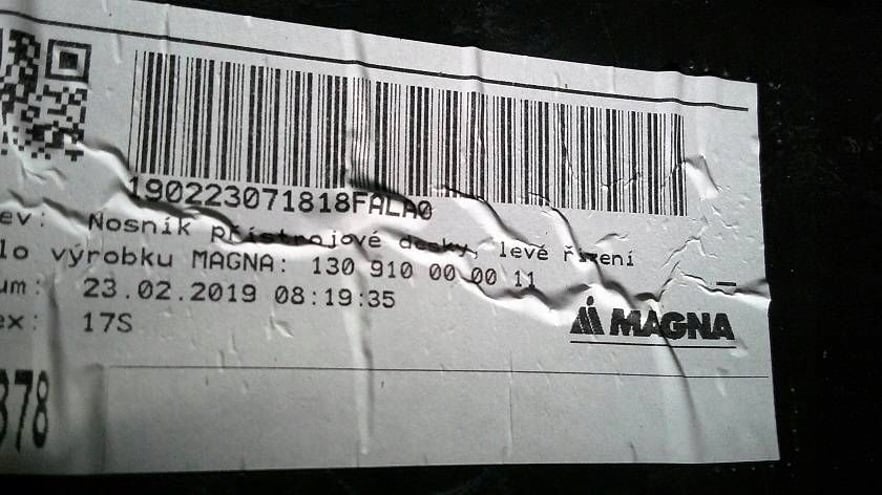 190223071818FALA0
ev: Nosník přístrojové desky, levé řízení
lo výrobku MAGNA: 130 910 00 00 11
um: 23.02.2019 08:19:35
ex: 17S
MAGNA
378